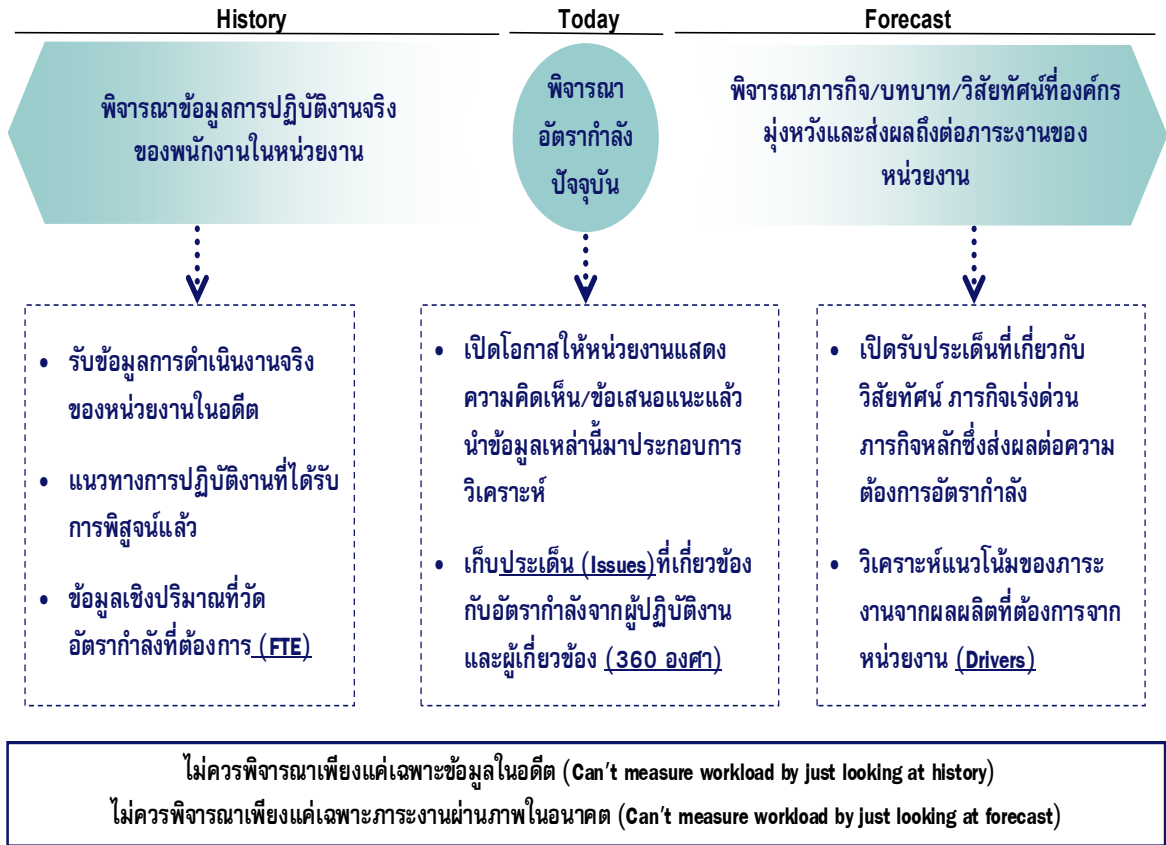 History
Today
Forecast
พิจารณาข้อมูลการปฏิบัติงานจริง
ของพนักงานในหน่วยงาน
พิจารณา
อัตรากำลัง
ปัจจุบัน
พิจารณาภารกิจ/บทบาท/วิสัยทัศน์ที่องค์กร
มุ่งหวังและส่งผลถึงต่อภาระงานของ
หน่วยงาน
• รับข้อมูลการดำเนินงานจริง
ของหน่วยงานในอดีต
• แนวทางการปฏิบัติงานที่ได้รับ
การพิสูจน์แล้ว
• ข้อมูลเชิงปริมาณที่วัด
อัตรากำลังที่ต้องการ (FTE)
• เปิดโอกาสให้หน่วยงานแสดง
ความคิดเห็น/ข้อเสนอแนะแล้ว
นำข้อมูลเหล่านี้มาประกอบการ
วิเคราะห์
• เก็บประเด็น (Issues)ที่เกี่ยวข้อง
กับอัตรากำลังจากผู้ปฏิบัติงาน
และผู้เกี่ยวข้อง (360 องศา)
• เปิดรับประเด็นที่เกี่ยวกับ
วิสัยทัศน์ ภารกิจเร่งด่วน
ภารกิจหลักซึ่งส่งผลต่อความ
ต้องการอัตรากำลัง
• วิเคราะห์แนวโน้มของภาระ
งานจากผลผลิตที่ต้องการจาก
หน่วยงาน (Drivers)
ไม่ควรพิจารณาเพียงแค่เฉพาะข้อมูลในอดีต (Can't measure workload by just looking at history)
ไม่ควรพิจารณาเพียงแค่เฉพาะภาระงานผ่านภาพในอนาคต (Can't measure workload by just looking at forecast)